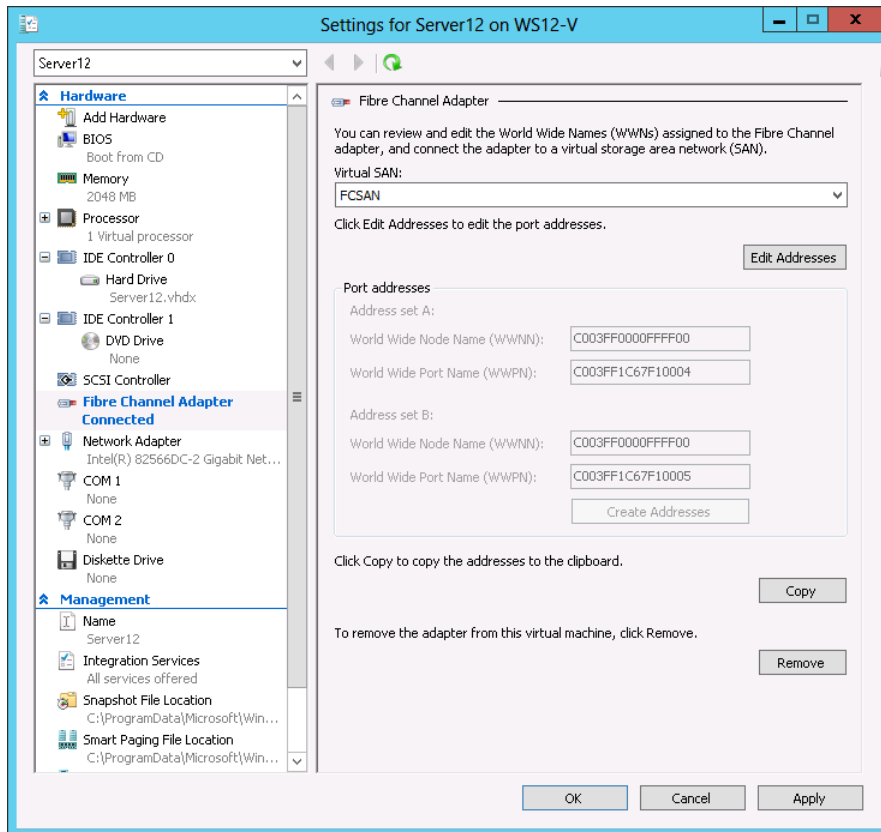 Settings for Server12 on WS12-V
Server12
Hardware
Add Hardware
BIOS
Boot from CD
Memory
2048 MB
Processor
1 Virtual processor
IDE Controller 0
Hard Drive
Server12.vhdx
IDE Controller 1
DVD Drive
None
SCSI Controller
Fibre Channel Adapter
Connected
Network Adapter
Intel(R) 82566DC-2 Gigabit Net...
COM 1
None
COM 2
None
Diskette Drive
None
Management
Name
Server12
Integration Services
All services offered
Snapshot File Location
C:\ProgramData\Microsoft\Win...
Smart Paging File Location
C:\ProgramData\Microsoft\Win...
Fibre Channel Adapter
You can review and edit the World Wide Names (WWNs) assigned to the Fibre Channel
adapter, and connect the adapter to a virtual storage area network (SAN).
Virtual SAN:
FCSAN
Click Edit Addresses to edit the port addresses.
Edit Addresses
Port addresses
Address set A:
World Wide Node Name (WWNN): C003FF0000FFFF00
World Wide Port Name (WWPN): C003FF1C67F10004
Address set B:
World Wide Node Name (WWNN): C003FF0000FFFF00
World Wide Port Name (WWPN): C003FF1C67F10005
Create Addresses
Click Copy to copy the addresses to the clipboard.
Copy
To remove the adapter from this virtual machine, click Remove.
Remove
OK Cancel Apply